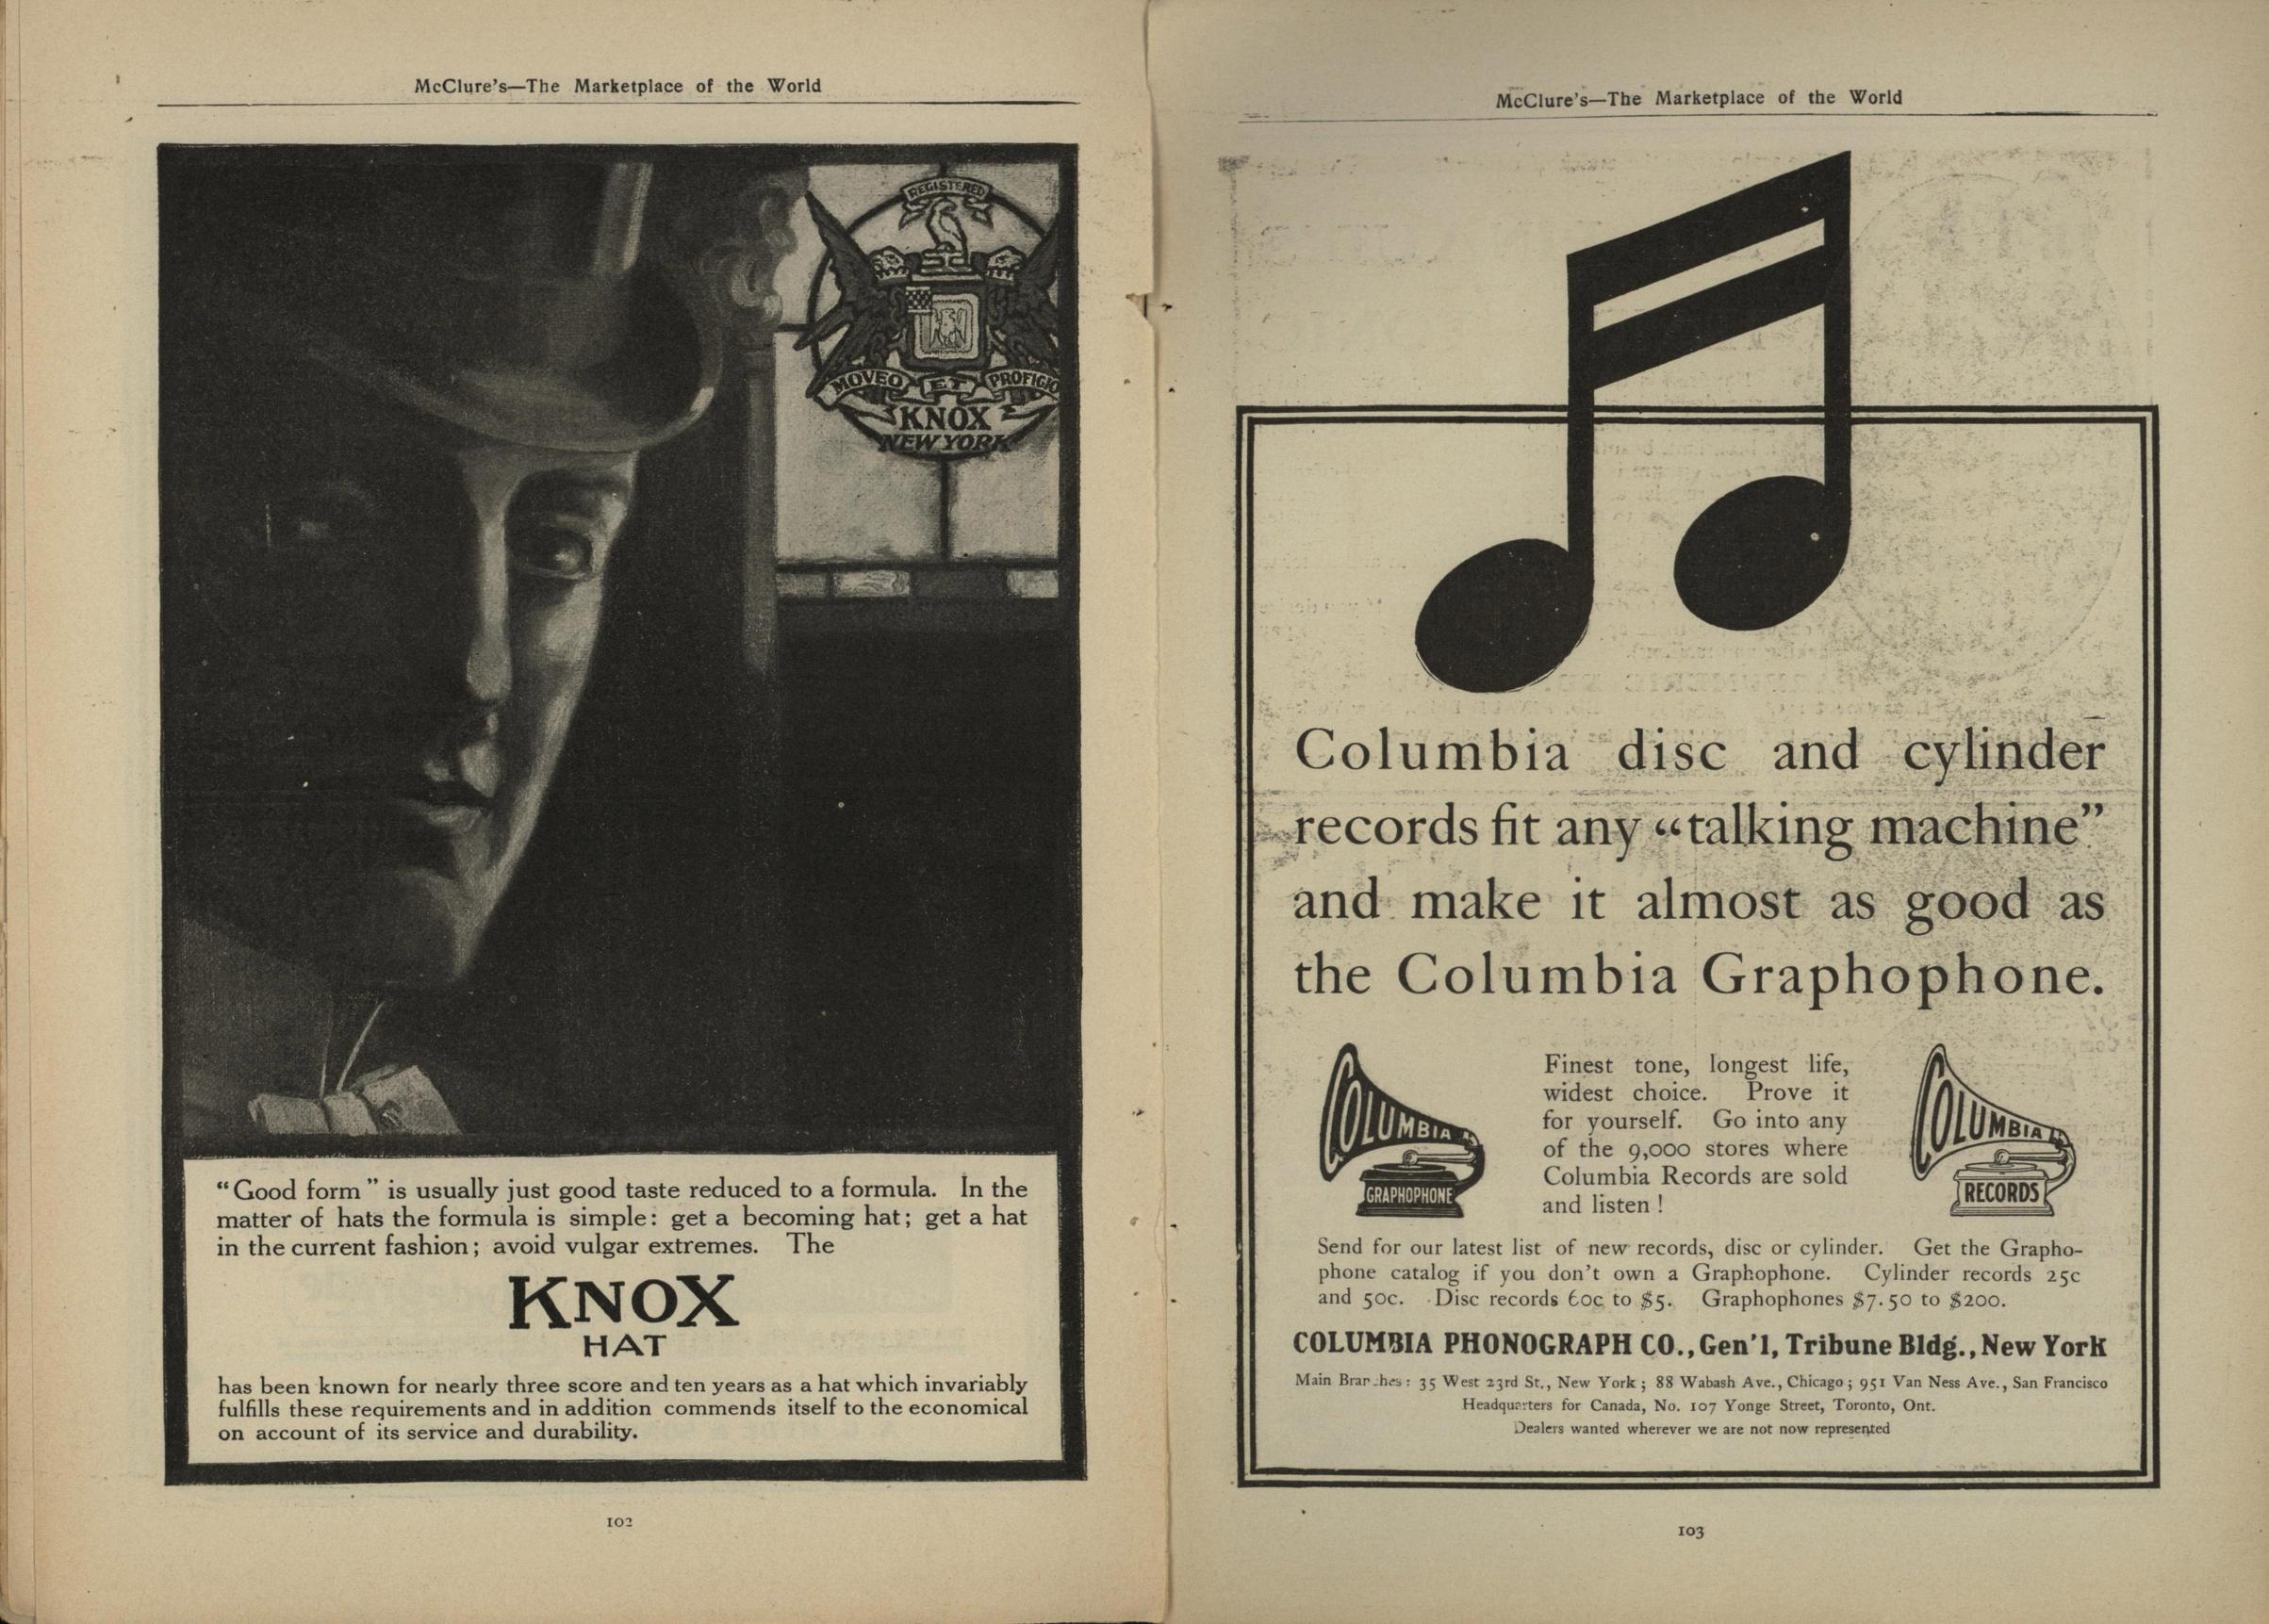 McClure's—The Marketplace of the World
REGISTERED
MOVEO ET PROFICIO
KNOX
NEW YORK
"Good form" is usually just good taste reduced to a formula. In the
matter of hats the formula is simple: get a becoming hat; get a hat
in the current fashion; avoid vulgar extremes. The
KNOX
HAT
has been known for nearly three score and ten years as a hat which invariably
fulfills these requirements and in addition commends itself to the economical
on account of its service and durability.
102
McClure's—The Marketplace of the World
Columbia disc and cylinder
records fit any "talking machine"
and make it almost as good as
the Columbia Graphophone.
COLUMBIA
GRAPHOPHONE
Finest tone, longest life,
widest choice. Prove it
for yourself. Go into any
of the 9,000 stores where
Columbia Records are sold
and listen!
COLUMBIA
RECORDS
Send for our latest list of new records, disc or cylinder. Get the Grapho-
phone catalog if you don't own a Graphophone. Cylinder records 25c
and 50c. Disc records 60c to $5. Graphophones $7.50 to $200.
COLUMBIA PHONOGRAPH CO., Gen'l, Tribune Bldg., New York
Main Branches: 35 West 23rd St., New York; 88 Wabash Ave., Chicago; 951 Van Ness Ave., San Francisco
Headquarters for Canada, No. 107 Yonge Street, Toronto, Ont.
Dealers wanted wherever we are not now represented
103